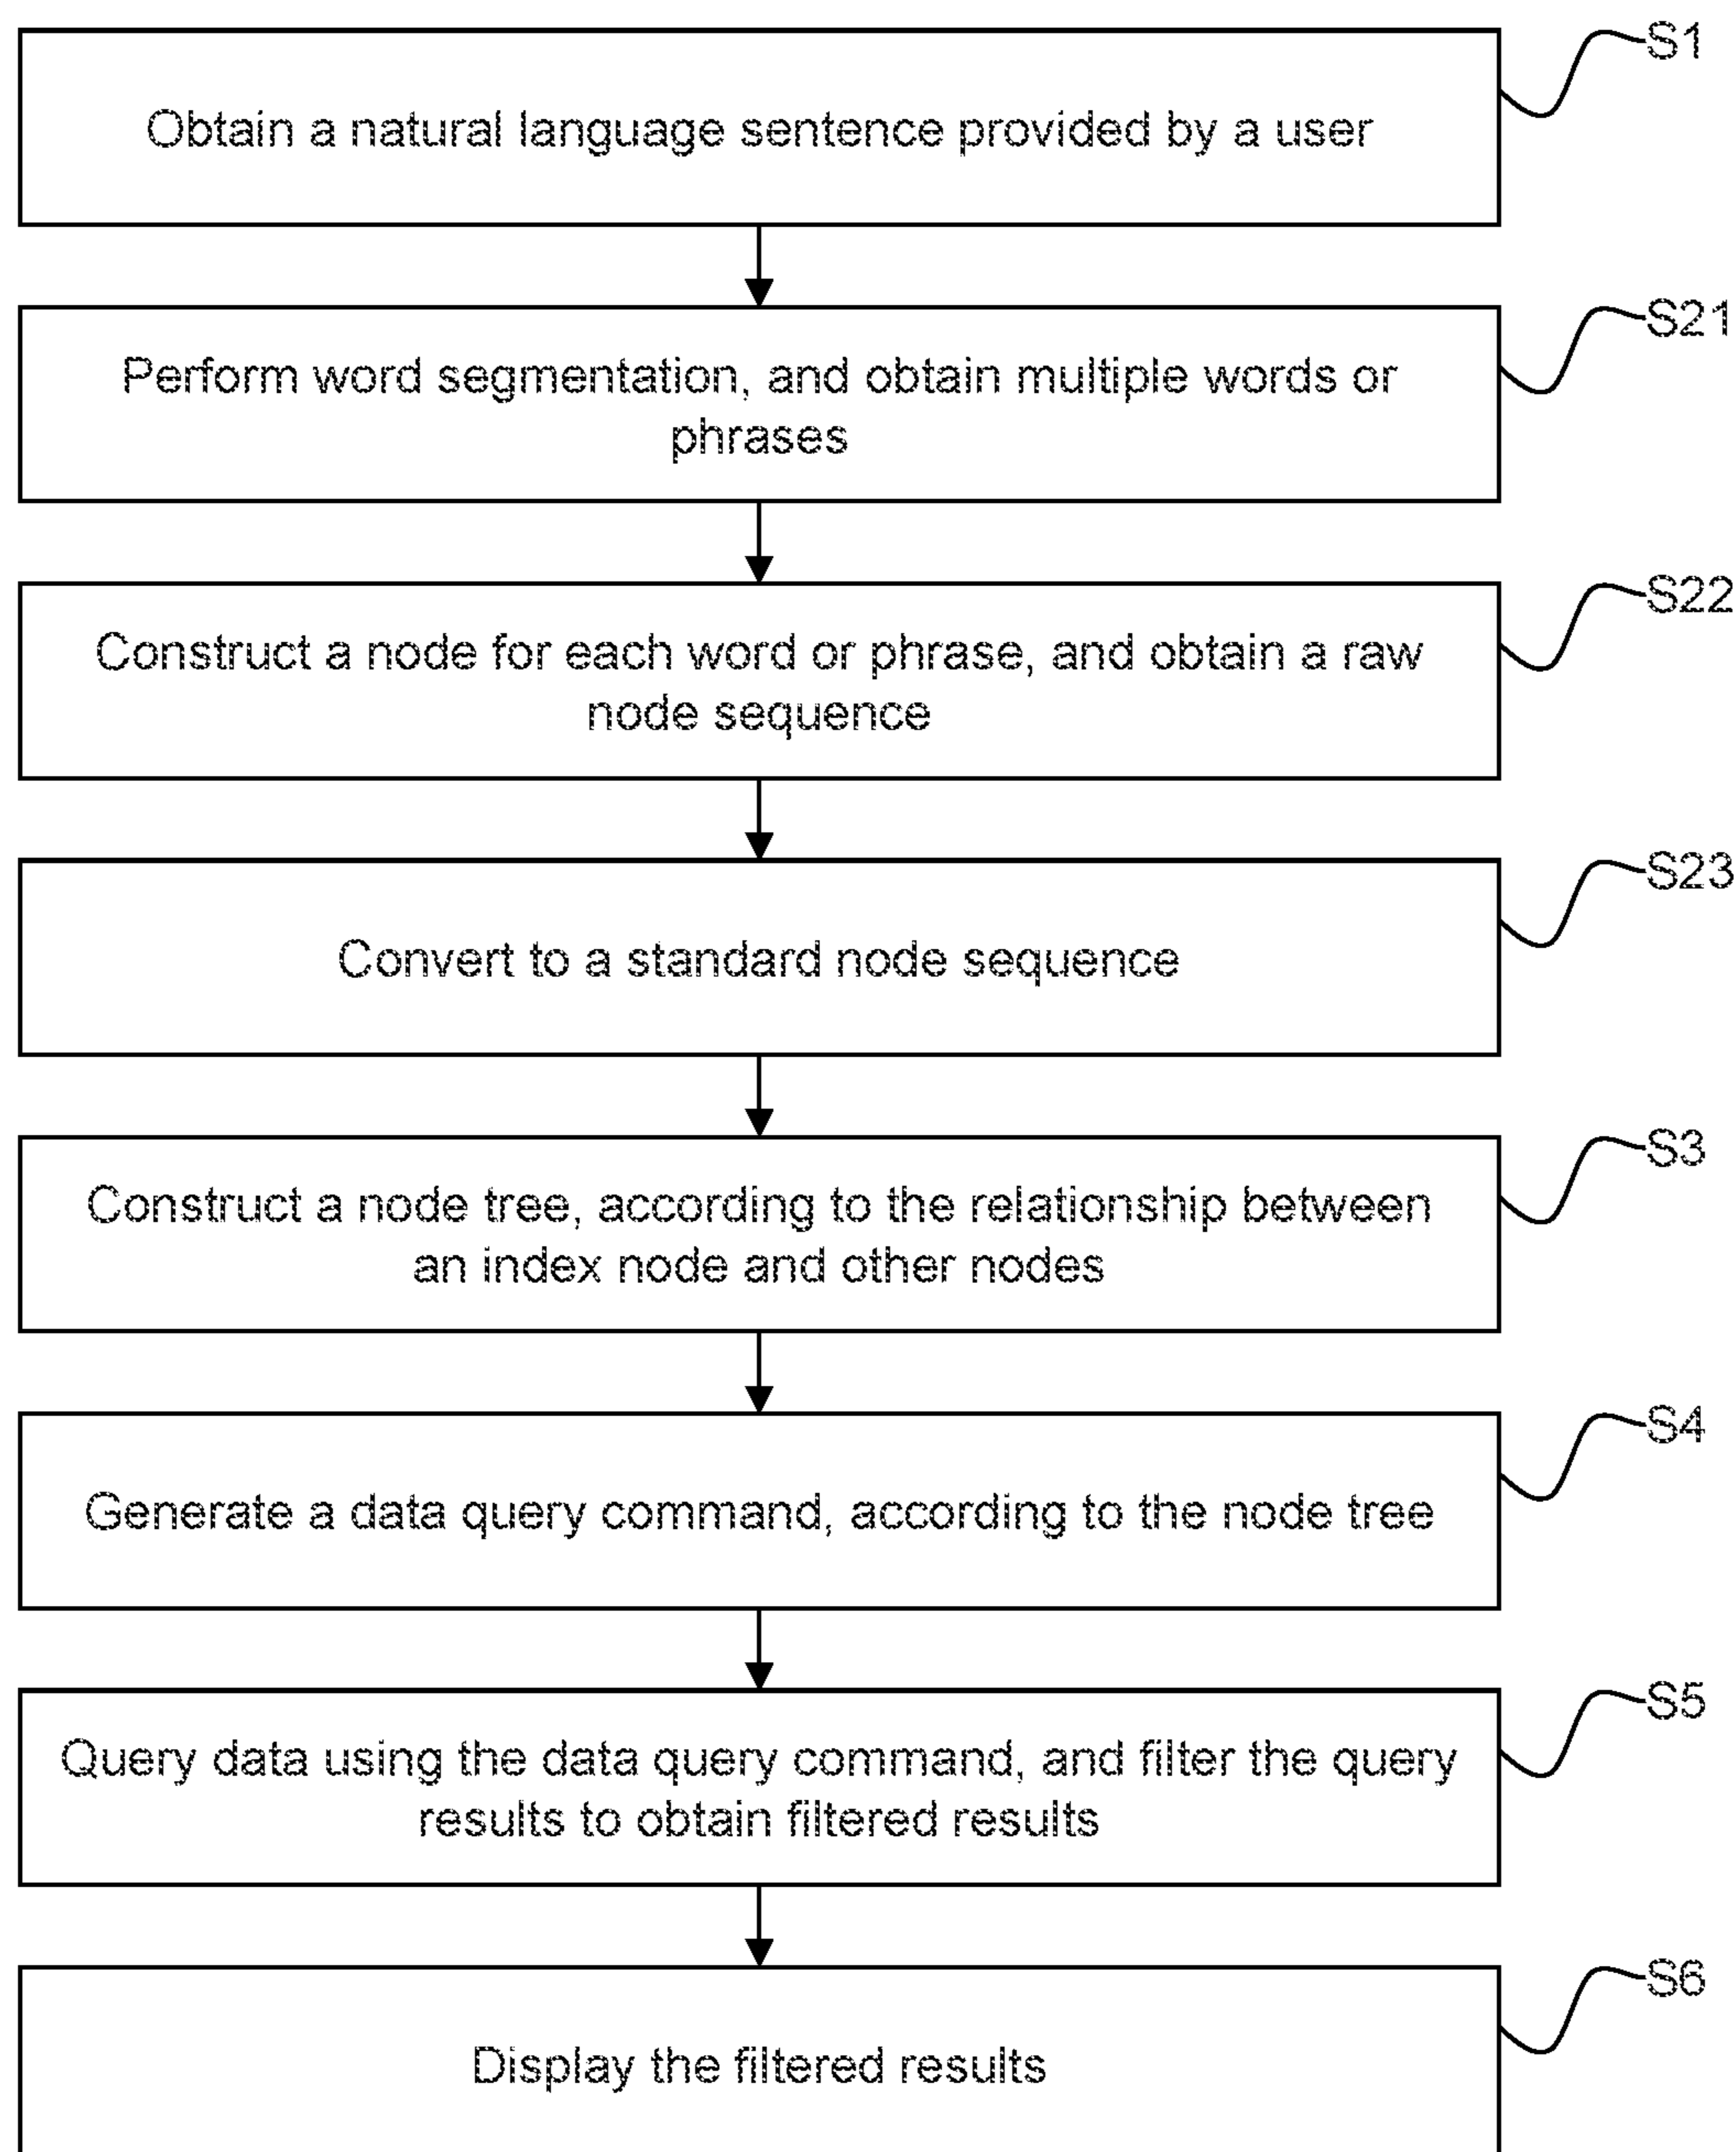 S1
Obtain a natural language sentence provided by a user
S21
Perform word segmentation, and obtain multiple words or
phrases
S22
Construct a node for each word or phrase, and obtain a raw
node sequence
S23
Convert to a standard node sequence
S3
Construct a node tree, according to the relationship between
an index node and other nodes
S4
Generate a data query command, according to the node tree
S5
Query data using the data query command, and filter the query
results to obtain filtered results
S6
Display the filtered results